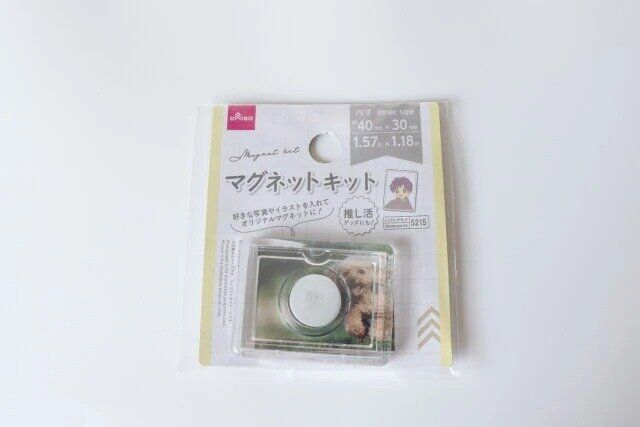 DAISO
内寸 Inner size
約40mm×30mm
1.57in×1.18in
Magnet kit
マグネットキット
好きな写真やイラストを入れて
オリジナルマグネットに!
推し活
グッズにも!
5215